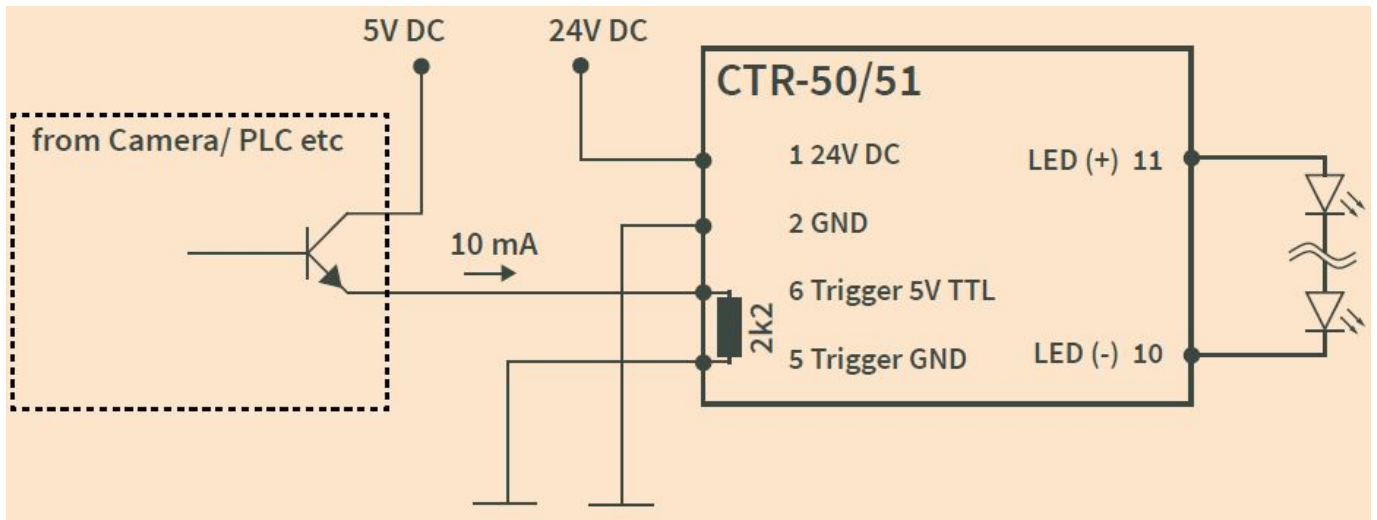 5V DC
24V DC
CTR-50/51
from Camera/ PLC etc
1 24V DC
LED (+) 11
2 GND
10 mA
6 Trigger 5V TTL
2k2
5 Trigger GND
LED (-) 10